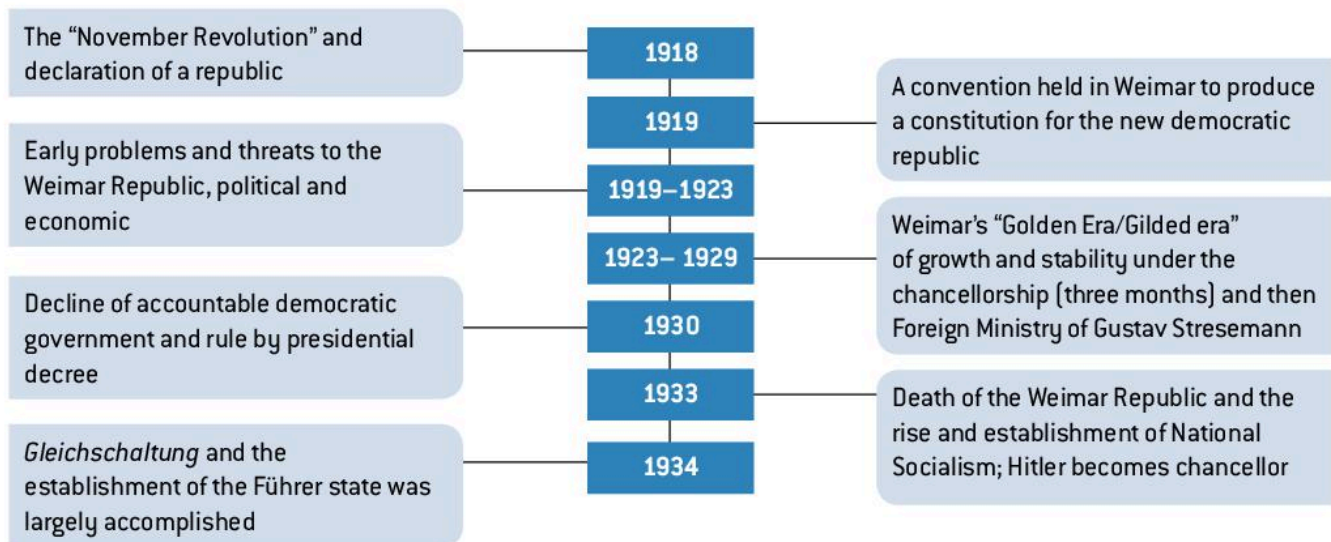 The “November Revolution” and
declaration of a republic
1918
1919
A convention held in Weimar to produce
a constitution for the new democratic
republic
Early problems and threats to the
Weimar Republic, political and
economic
1919–1923
1923– 1929
Weimar’s “Golden Era/Gilded era”
of growth and stability under the
chancellorship (three months) and then
Foreign Ministry of Gustav Stresemann
Decline of accountable democratic
government and rule by presidential
decree
1930
1933
Death of the Weimar Republic and the
rise and establishment of National
Socialism; Hitler becomes chancellor
Gleichschaltung and the
establishment of the Führer state was
largely accomplished
1934